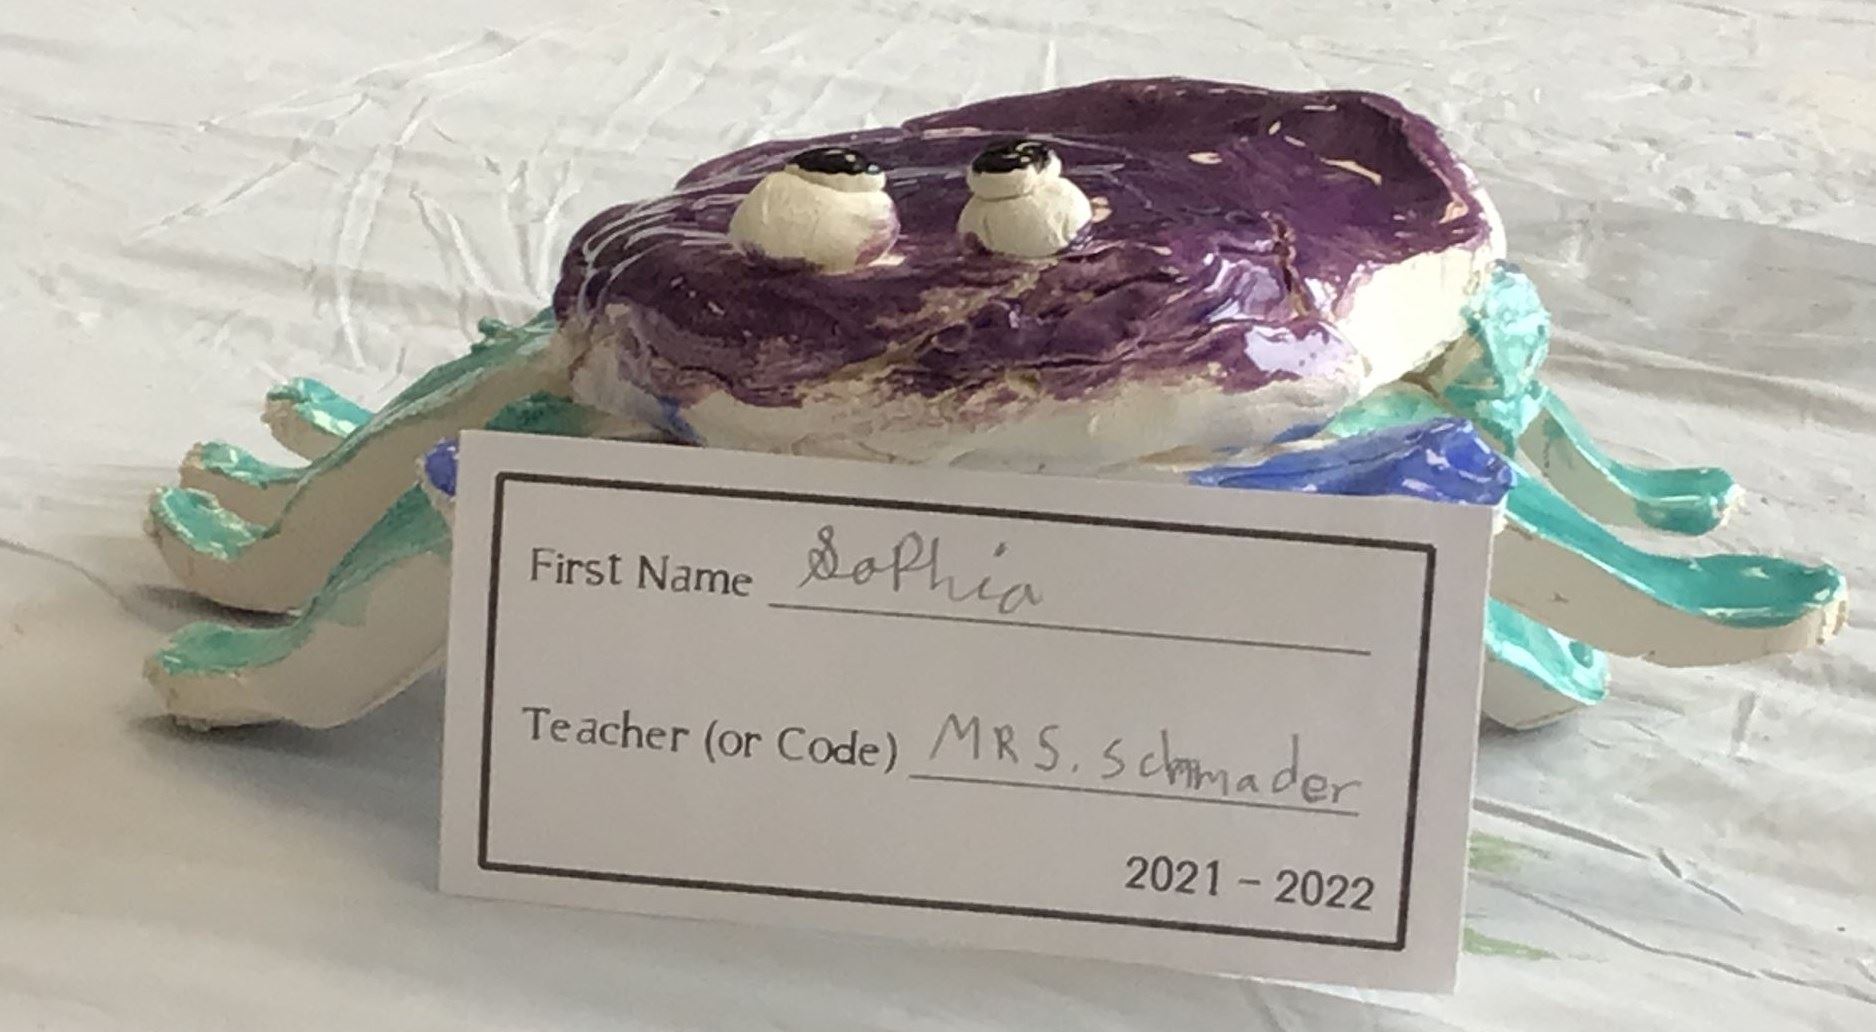 First Name Sophia
Teacher (or Code) MRS. Schmader
2021 - 2022